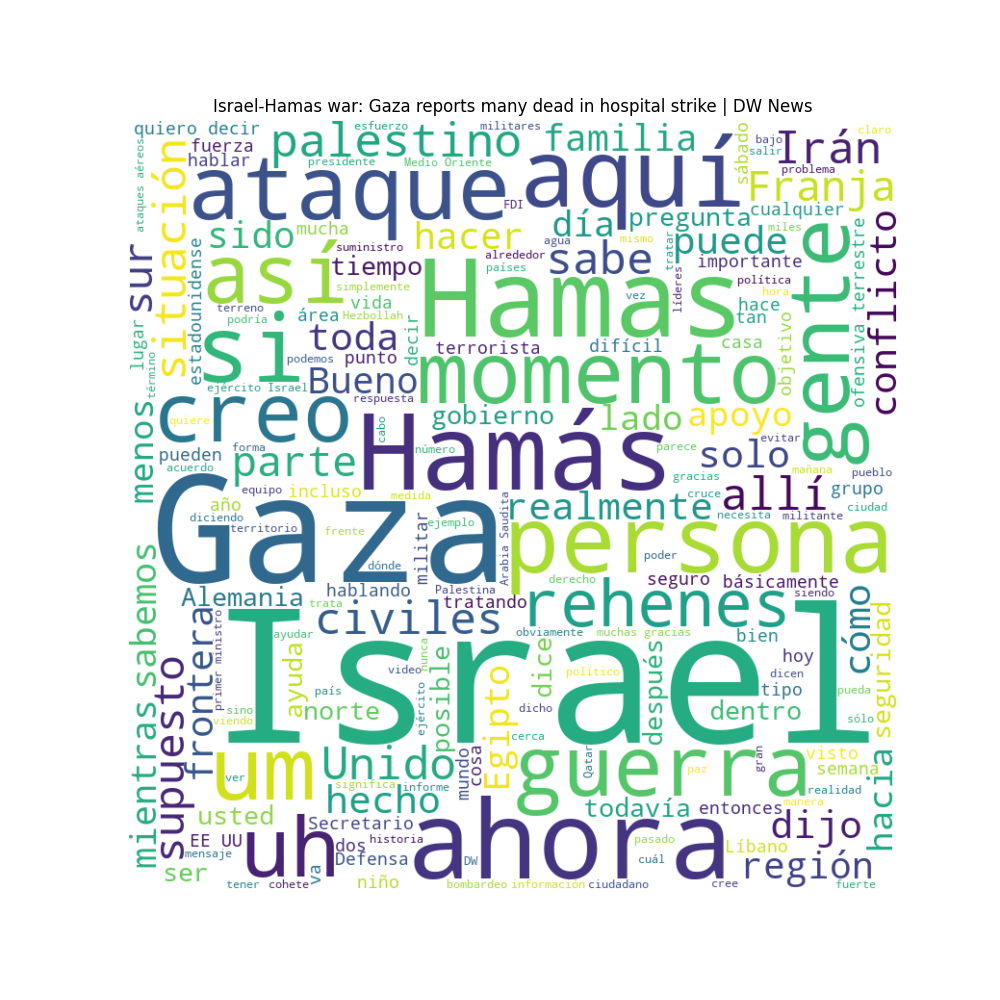 Israel-Hamas war: Gaza reports many dead in hospital strike | DW News
quiero decir
esfuerzo
militares
claro
fuerza
palestino
familia
sábado
bajo
Irán
hablar
presidente
Medio Oriente
salir
problema
ataques aéreos
situación
ataque
aquí
Franja
FDI
cualquier
sido
mucha
hacer
día
pregunta
miles
sur
estadounidense
suministro
agua
mismo
tratar
puede
conflicto
así
tiempo
alrededor
sabe
importante
gente
ofensiva terrestre
simplemente
países
líderes
política
hora
terreno
vida
Hamas
vez
hace
lugar
podría
área
Hezbollah
tan
si
toda
decir
terrorista
difícil
casa
objetivo
término
podemos
punto
momento
ejército Israel
Bueno
respuesta
creo
menos
quiere
cabo
gobierno
lado
apoyo
pueden
forma
Hamás
número
parece
solo
evitar
acuerdo
parte
gracias
mañana
pueblo
equipo
incluso
medida
realmente
cruce
allí
grupo
año
Gaza
Arabia Saudita
necesita
militante
ciudad
diciendo
territorio
frente
militar
ejemplo
persona
dónde
poder
mientras
sabemos
Alemania
hablando
Palestina
derecho
seguro
básicamente
tratando
siendo
frontera
primer ministro
trata
civiles
rehenes
cómo
seguridad
ayudar
obviamente
muchas gracias
bien
supuesto
ayuda
Israel
nunca
hoy
video
posible
dice
después
político
dicen
país
tipo
pueda
sino
norte
ejército
dicho
dentro
sólo
viendo
Egipto
cerca
um
Unido
mundo
cosa
guerra
Qatar
paz
gran
visto
hacia
ver
semana
significa
informe
realidad
hecho
todavía
entonces
manera
usted
Secretario
ahora
dijo
EE UU
uh
historia
pasado
Líbano
mensaje
dos
Defensa
DW
cuál
región
ser
va
tener
cohete
niño
bombardeo
información
ciudadano
cree
fuerte